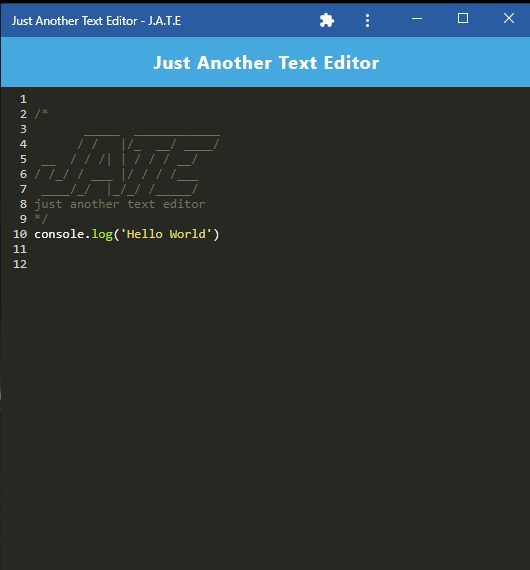 Just Another Text Editor - J.A.T.E
Just Another Text Editor
1
2 /*
3        _____  ____________
4       / /   |/_  __/ ____/
5  __  / / /| | / / / __/
6 / /_/ / ___ |/ / / /___
7  ____/_/  |_/_/ /_____/
8 just another text editor
9 */
10 console.log('Hello World')
11
12